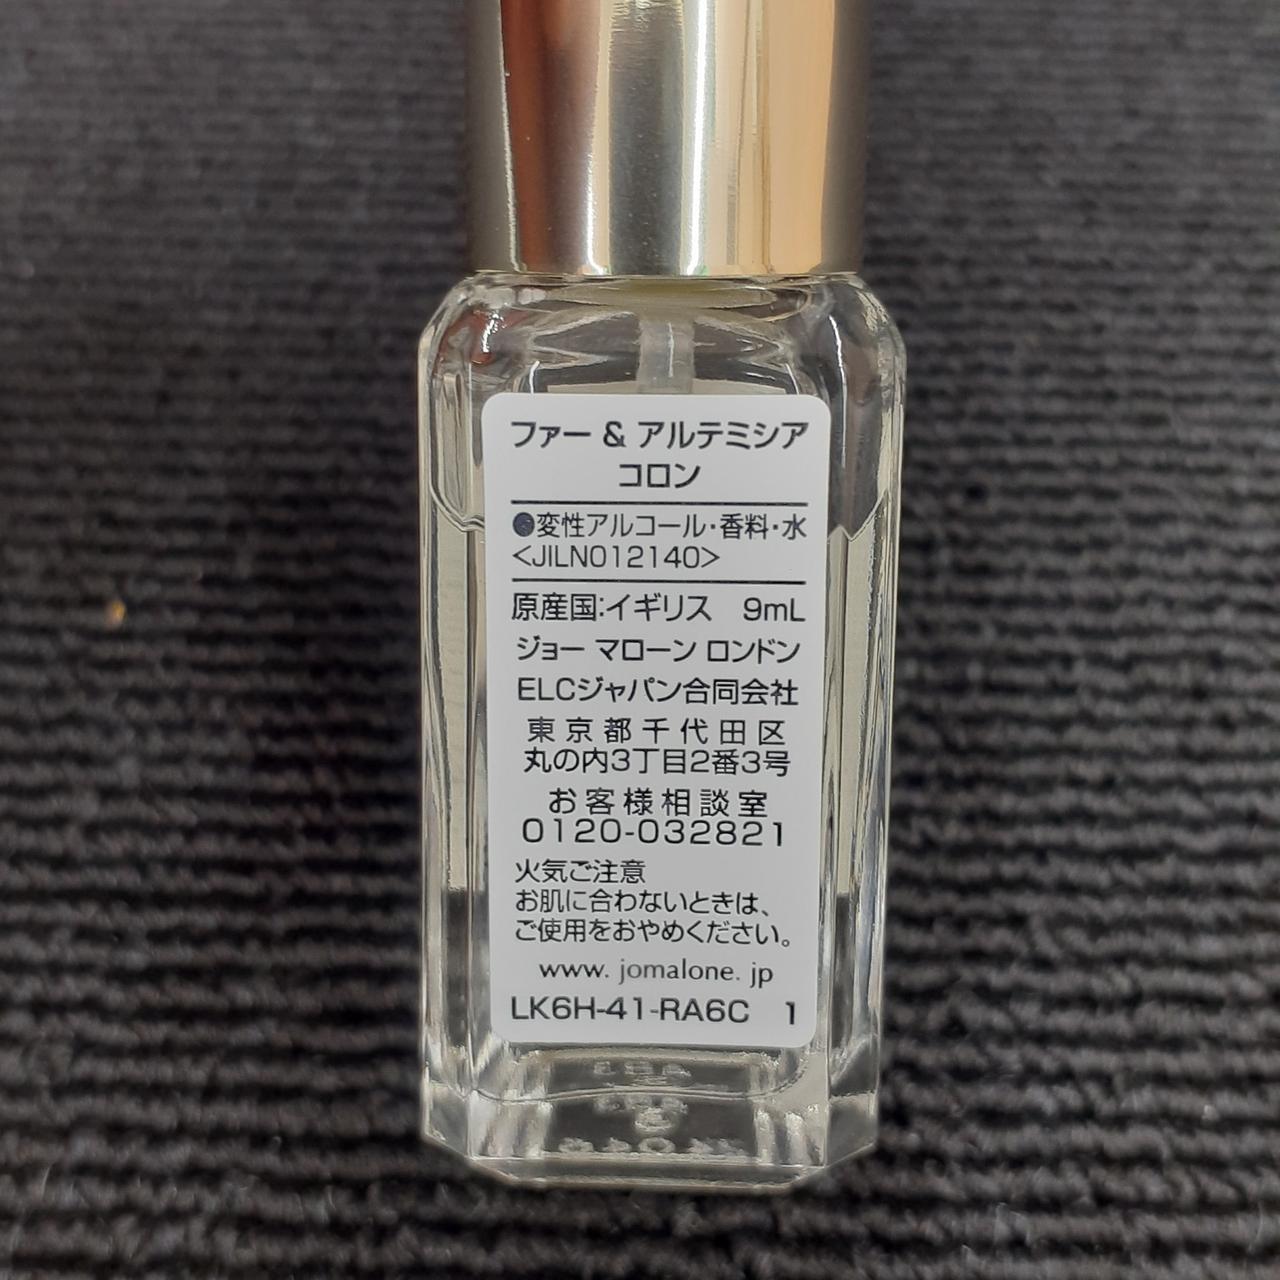 ファー & アルテミシア
コロン
●変性アルコール・香料・水
<JILN012140>
原産国:イギリス 9mL
ジョー マローン ロンドン
ELCジャパン合同会社
東京都千代田区
丸の内3丁目2番3号
お客様相談室
0120-032821
火気ご注意
お肌に合わないときは、
ご使用をおやめください。
www. jomalone. jp
LK6H-41-RA6C 1